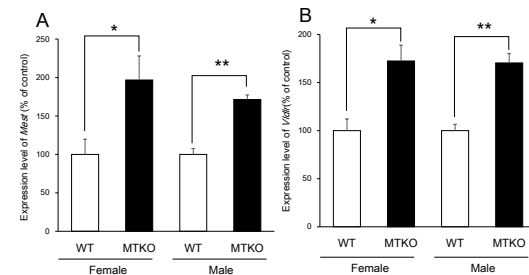 A
Expression level of Mest (% of control)
250
200
150
100
50
0
*
**
WT MTKO WT MTKO
Female Male
B
Expression level of Vldlr(% of control)
200
150
100
50
0
*
**
WT MTKO WT MTKO
Female Male